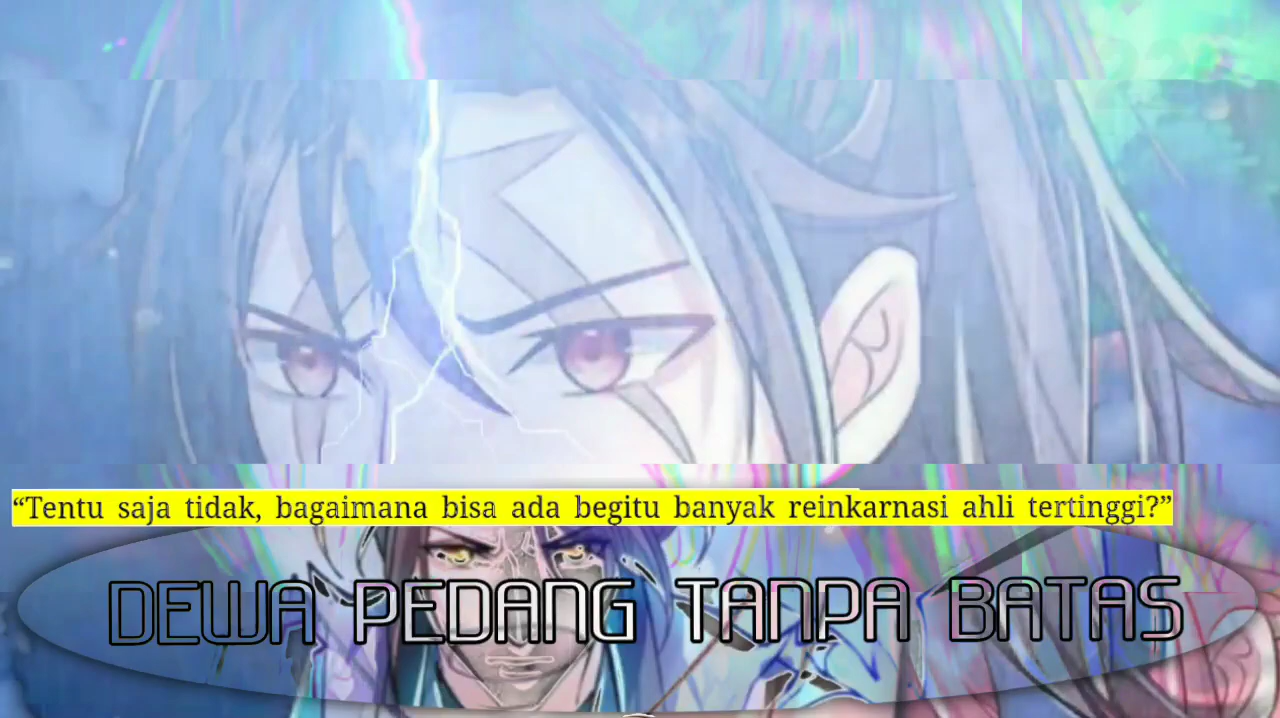 “Tentu saja tidak, bagaimana bisa ada begitu banyak reinkarnasi ahli tertinggi?”
DEWA PEDANG TANPA BATAS